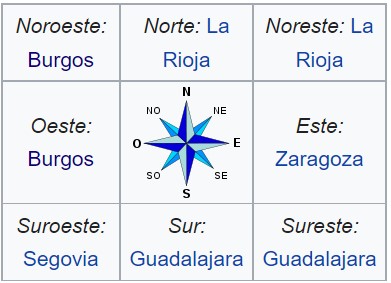 Noroeste:
Burgos
Norte: La
Rioja
Noreste: La
Rioja
Oeste:
Burgos
N
NO
NE
O
E
SO
SE
S
Este:
Zaragoza
Suroeste:
Segovia
Sur:
Guadalajara
Sureste:
Guadalajara